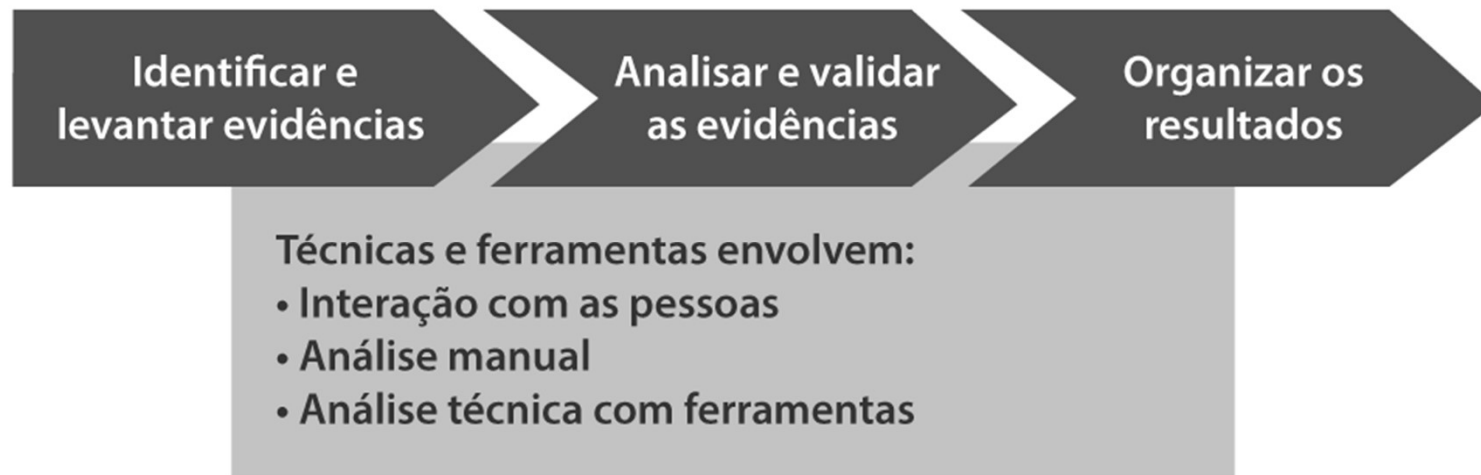 Identificar e
levantar evidências
Analisar e validar
as evidências
Organizar os
resultados
Técnicas e ferramentas envolvem:
• Interação com as pessoas
• Análise manual
• Análise técnica com ferramentas